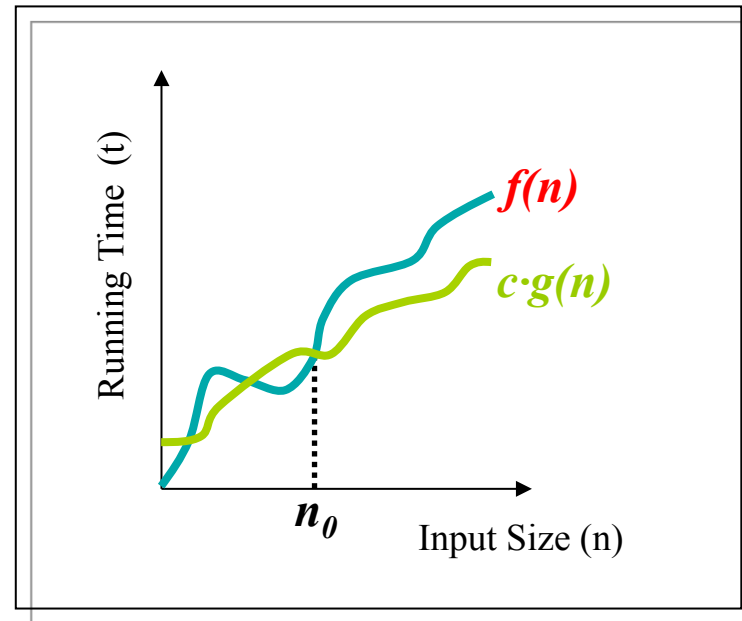 Running Time (t)
f(n)
c·g(n)
n₀
Input Size (n)